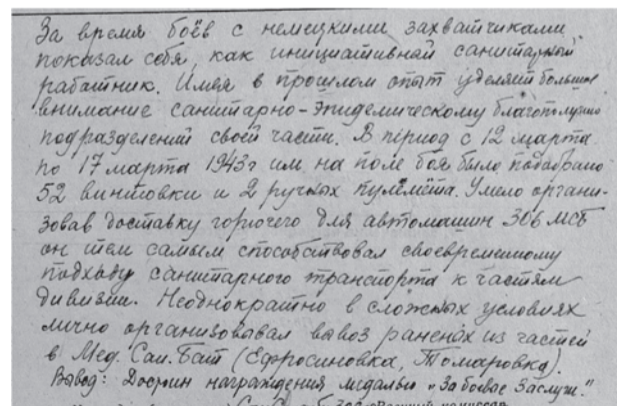 За время боёв с немецкими захватчиками
показал себя, как инициативный санитарный
работник. Имея в прошлом опыт уделяет большое
внимание санитарно-эпидемическому благополучию
подразделений своей части. В период с 12 марта
по 17 марта 1943г им на поле боя было подобрано
52 винтовки и 2 ручных пулемёта. Умело органи-
зовав доставку горючего для автомашин 306 мсб
он тем самым способствовал своевременному
подходу санитарного транспорта к частям
дивизии. Неоднократно в сложных условиях
лично организовывал вывоз раненых из частей
в Мед. Сан. Бат (Ефросиновка, Томаровка).
Вывод: Достоин награждения медалью „За боевые заслуги."